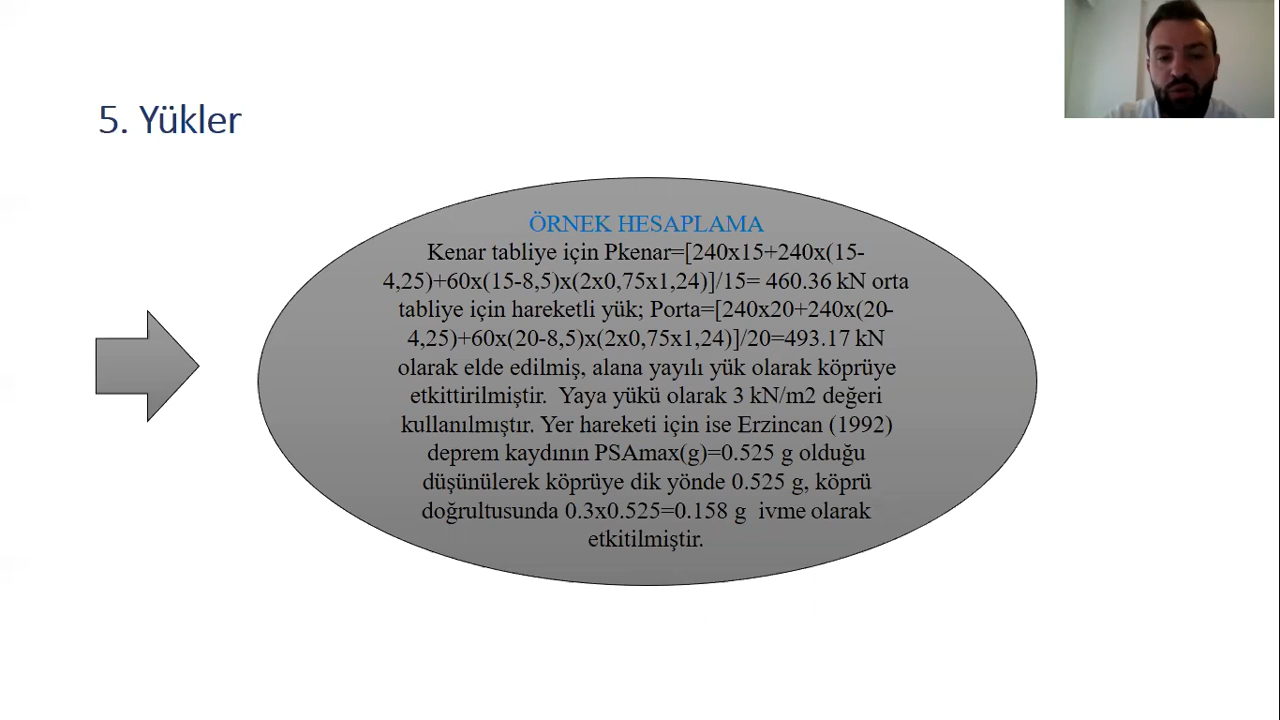 5. Yükler
ÖRNEK HESAPLAMA
Kenar tabliye için Pkenar=[240x15+240x(15-
4,25)+60x(15-8,5)x(2x0,75x1,24)]/15= 460.36 kN orta
tabliye için hareketli yük; Porta=[240x20+240x(20-
4,25)+60x(20-8,5)x(2x0,75x1,24)]/20=493.17 kN
olarak elde edilmiş, alana yayılı yük olarak köprüye
etkittirilmiştir. Yaya yükü olarak 3 kN/m2 değeri
kullanılmıştır. Yer hareketi için ise Erzincan (1992)
deprem kaydının PSAmax(g)=0.525 g olduğu
düşünülerek köprüye dik yönde 0.525 g, köprü
doğrultusunda 0.3x0.525=0.158 g ivme olarak
etkitilmiştir.